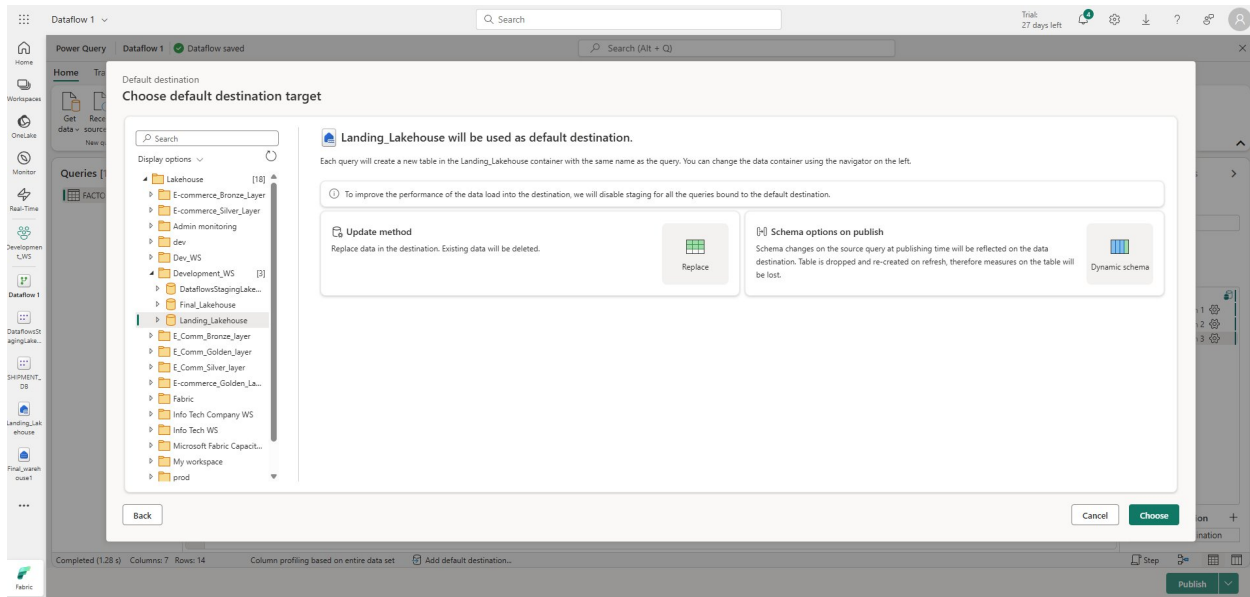 Dataflow 1
Search
Trial:
27 days left
4
Home
Workspaces
OneLake
Monitor
Real-Time
Developmen
t_WS
Dataflow 1
DataflowsSt
agingLake...
SHIPMENT_
DB
Landing_Lak
ehouse
Final_wareh
ouse1
Fabric
Power Query
Dataflow 1
Dataflow saved
Search (Alt + Q)
Home
Tra
Get
data
Rece
source
New q
Queries [1
FACTO
Default destination
Choose default destination target
Search
Display options
Lakehouse [18]
E-commerce_Bronze_Layer
E-commerce_Silver_Layer
Admin monitoring
dev
Dev_WS
Development_WS [3]
DataflowsStagingLake...
Final_Lakehouse
Landing_Lakehouse
E_Comm_Bronze_layer
E_Comm_Golden_layer
E_Comm_Silver_layer
E-commerce_Golden_La...
Fabric
Info Tech Company WS
Info Tech WS
Microsoft Fabric Capacit...
My workspace
prod
Landing_Lakehouse will be used as default destination.
Each query will create a new table in the Landing_Lakehouse container with the same name as the query. You can change the data container using the navigator on the left.
To improve the performance of the data load into the destination, we will disable staging for all the queries bound to the default destination.
Update method
Replace data in the destination. Existing data will be deleted.
Replace
Schema options on publish
Schema changes on the source query at publishing time will be reflected on the data
destination. Table is dropped and re-created on refresh, therefore measures on the table will
be lost.
Dynamic schema
1
2
3
Back
Cancel
Choose
on
ination
Completed (1.28 s) Columns: 7 Rows: 14
Column profiling based on entire data set
Add default destination...
Step
Publish